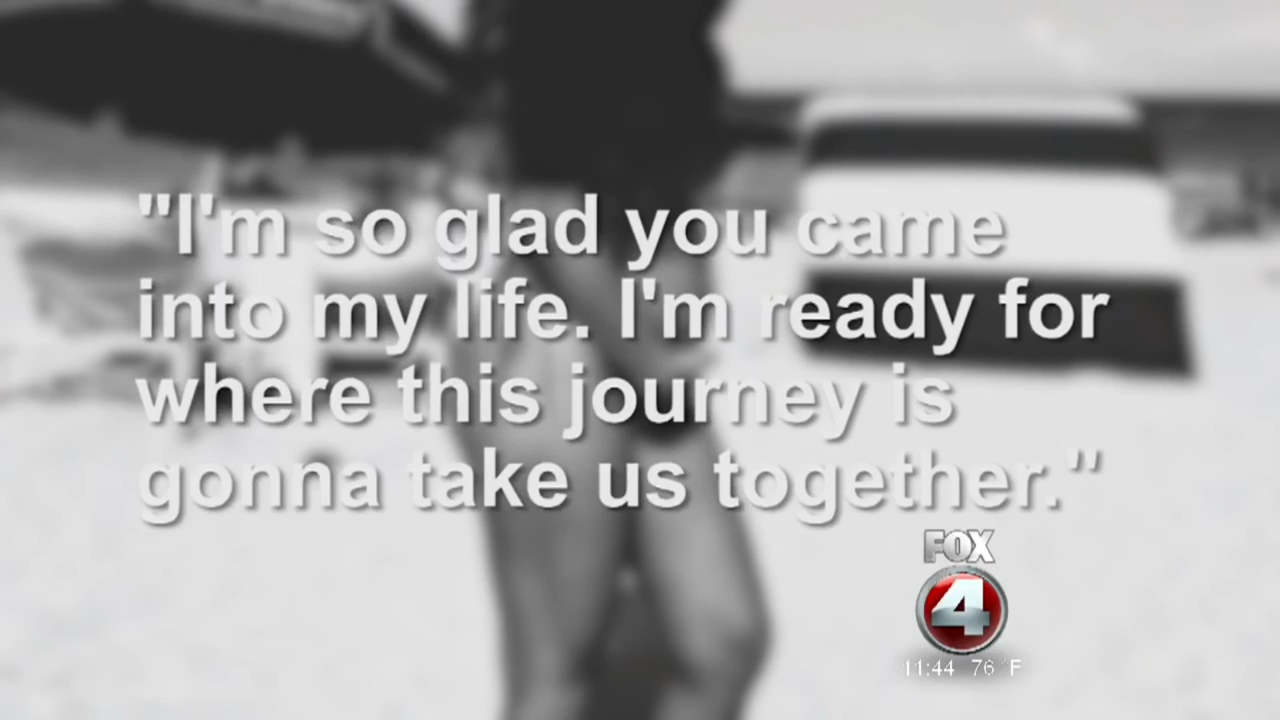 "I'm so glad you came
into my life. I'm ready for
where this journey is
gonna take us together."
FOX
4
11:44 76 °F